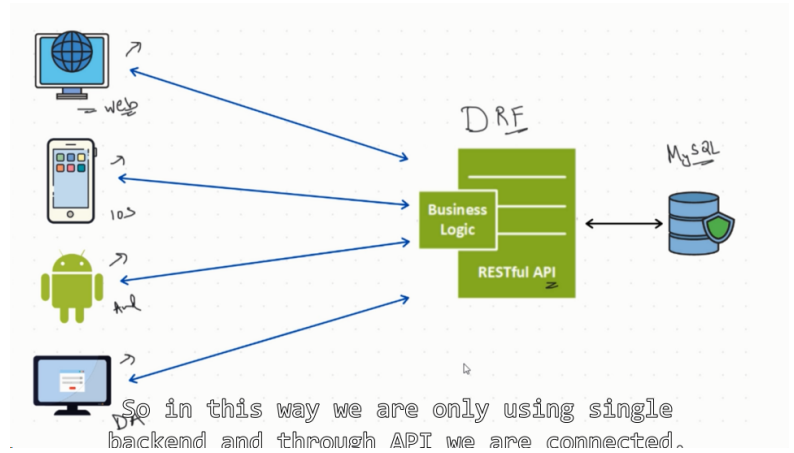 DRF
MySQL
web
Business
Logic
IOS
RESTful API
And
DA
So in this way we are only using single
backend and through API we are connected.